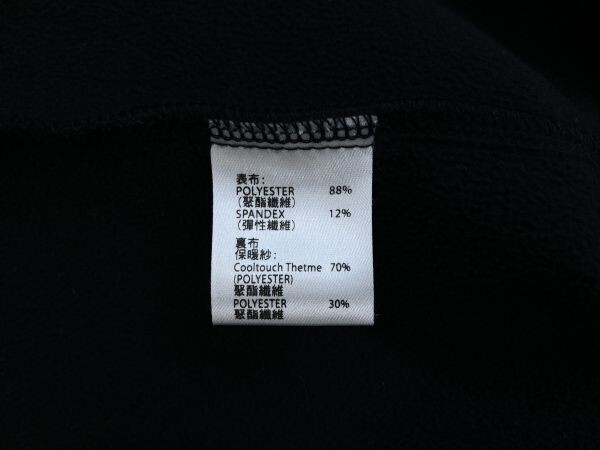 表布:
POLYESTER 88%
(聚酯纖維)
SPANDEX 12%
(彈性纖維)
裏布
保暖紗:
Cooltouch Thetme 70%
(POLYESTER)
聚酯纖維
POLYESTER 30%
聚酯纖維